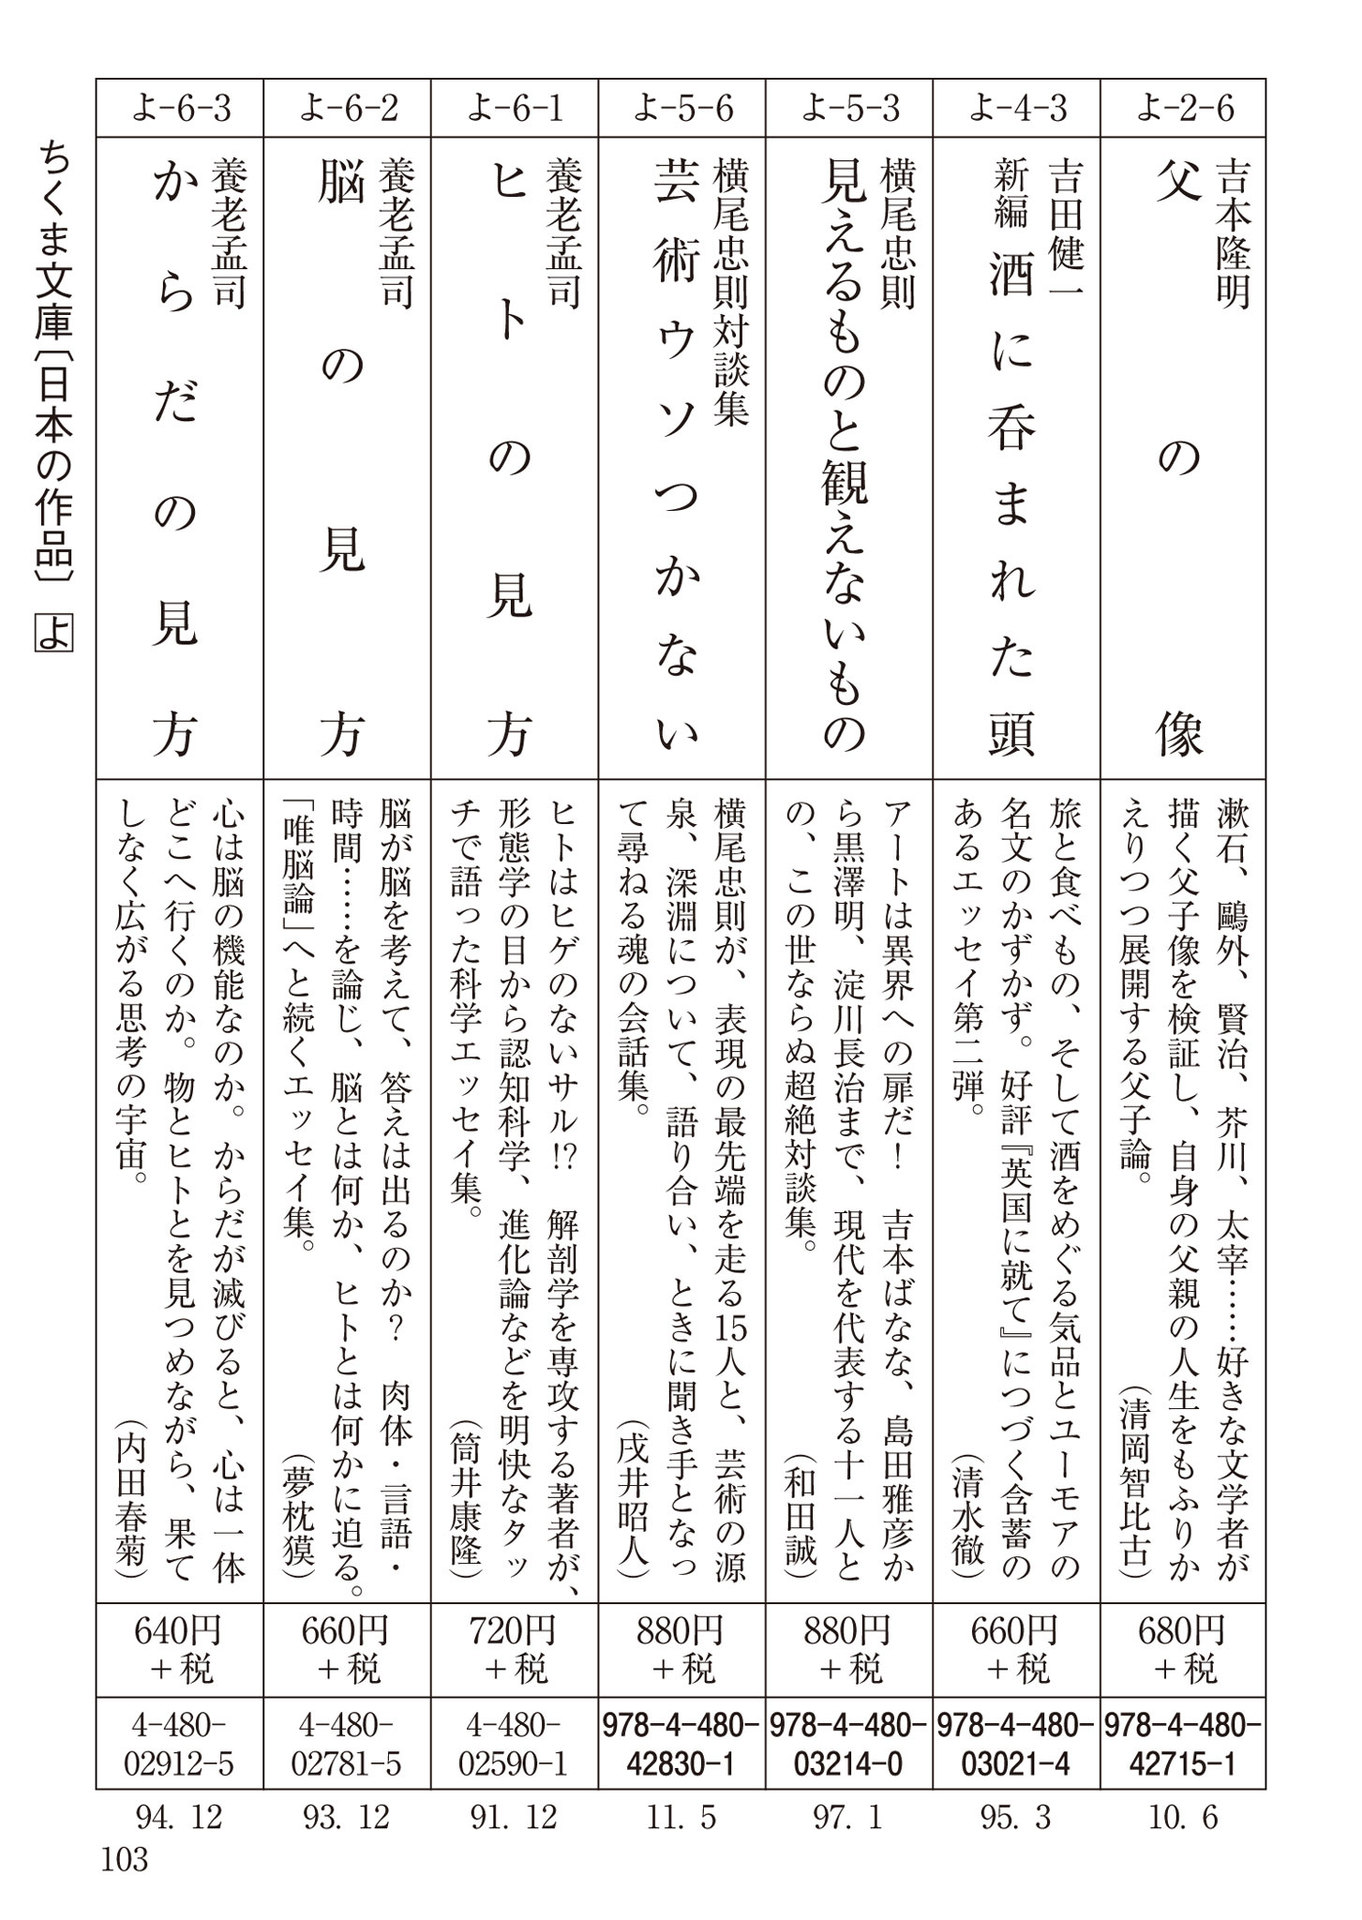 よ-2-6
吉本隆明
父の像
漱石、鷗外、賢治、芥川、太宰……好きな文学者が
描く父子像を検証し、自身の父親の人生をもふりか
えりつつ展開する父子論。
（清岡智比古）
680円
+税
978-4-480-
42715-1
10. 6
よ-4-3
吉田健一
新編 酒に呑まれた頭
旅と食べもの、そして酒をめぐる気品とユーモアの
名文のかずかず。好評『英国に就て』につづく含蓄の
あるエッセイ第二弾。
（清水徹）
660円
+税
978-4-480-
03021-4
95. 3
よ-5-3
横尾忠則
見えるものと観えないもの
アートは異界への扉だ！　吉本ばなな、島田雅彦か
ら黒澤明、淀川長治まで、現代を代表する十一人と
の、この世ならぬ超絶対談集。
（和田誠）
880円
+税
978-4-480-
03214-0
97. 1
よ-5-6
横尾忠則対談集
芸術ウソつかない
横尾忠則が、表現の最先端を走る15人と、芸術の源
泉、深淵について、語り合い、ときに聞き手となっ
て尋ねる魂の会話集。
（戌井昭人）
880円
+税
978-4-480-
42830-1
11. 5
よ-6-1
養老孟司
ヒトの見方
ヒトはヒゲのないサル!?　解剖学を専攻する著者が、
形態学の目から認知科学、進化論などを明快なタッ
チで語った科学エッセイ集。
（筒井康隆）
720円
+税
4-480-
02590-1
91. 12
よ-6-2
養老孟司
脳の見方
脳が脳を考えて、答えは出るのか？　肉体・言語・
時間……を論じ、脳とは何か、ヒトとは何かに迫る。
「唯脳論」へと続くエッセイ集。
（夢枕獏）
660円
+税
4-480-
02781-5
93. 12
よ-6-3
養老孟司
からだの見方
心は脳の機能なのか。からだが滅びると、心は一体
どこへ行くのか。物とヒトとを見つめながら、果て
しなく広がる思考の宇宙。
（内田春菊）
640円
+税
4-480-
02912-5
94. 12
ちくま文庫〔日本の作品〕 よ
103